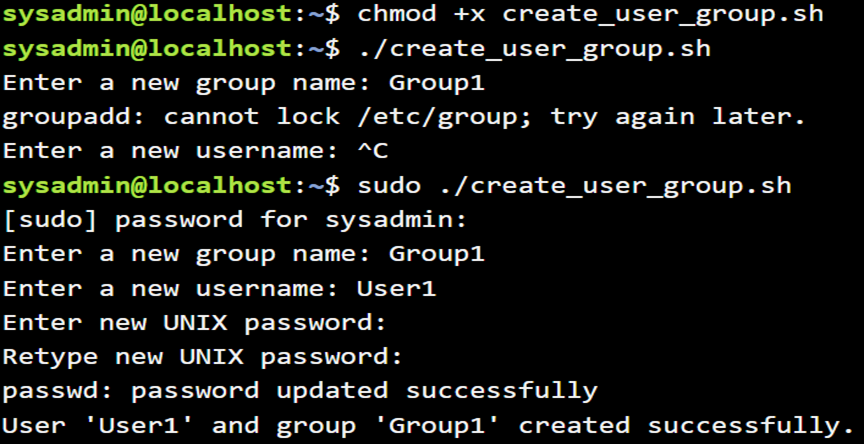 sysadmin@localhost:~$ chmod +x create_user_group.sh
sysadmin@localhost:~$ ./create_user_group.sh
Enter a new group name: Group1
groupadd: cannot lock /etc/group; try again later.
Enter a new username: ^C
sysadmin@localhost:~$ sudo ./create_user_group.sh
[sudo] password for sysadmin:
Enter a new group name: Group1
Enter a new username: User1
Enter new UNIX password:
Retype new UNIX password:
passwd: password updated successfully
User 'User1' and group 'Group1' created successfully.